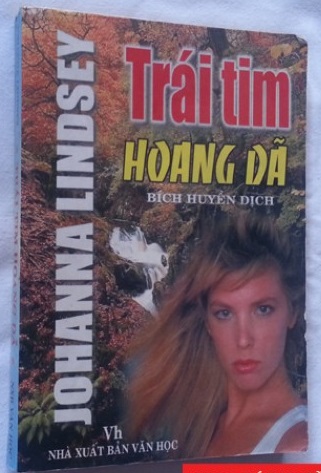 JOHANNA LINDSEY
Trái tim
HOANG DÃ
BÍCH HUYỀN DỊCH
Vh
NHÀ XUẤT BẢN VĂN HỌC